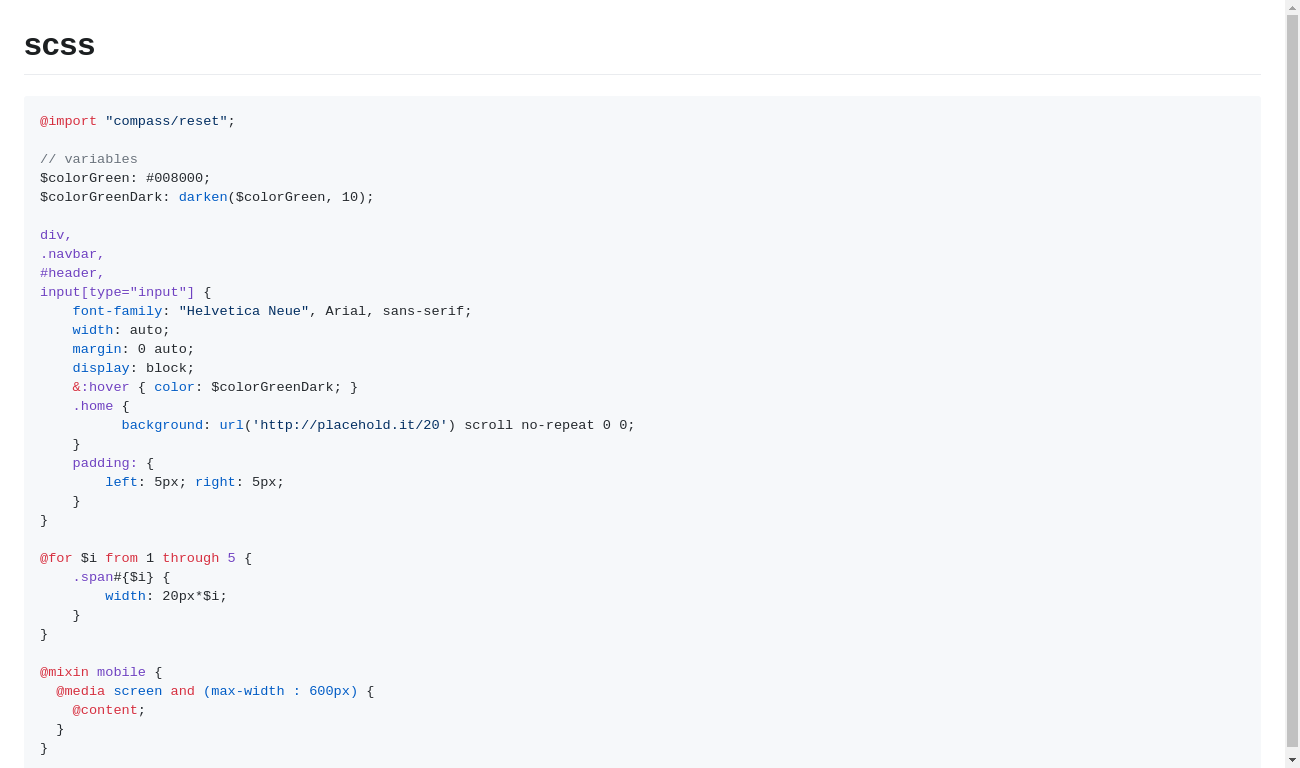 scss
@import "compass/reset";

// variables
$colorGreen: #008000;
$colorGreenDark: darken($colorGreen, 10);

div,
.navbar,
#header,
input[type="input"] {
    font-family: "Helvetica Neue", Arial, sans-serif;
    width: auto;
    margin: 0 auto;
    display: block;
    &:hover { color: $colorGreenDark; }
    .home {
          background: url('http://placehold.it/20') scroll no-repeat 0 0;
    }
    padding: {
        left: 5px; right: 5px;
    }
}

@for $i from 1 through 5 {
    .span#{$i} {
        width: 20px*$i;
    }
}

@mixin mobile {
  @media screen and (max-width : 600px) {
    @content;
  }
}